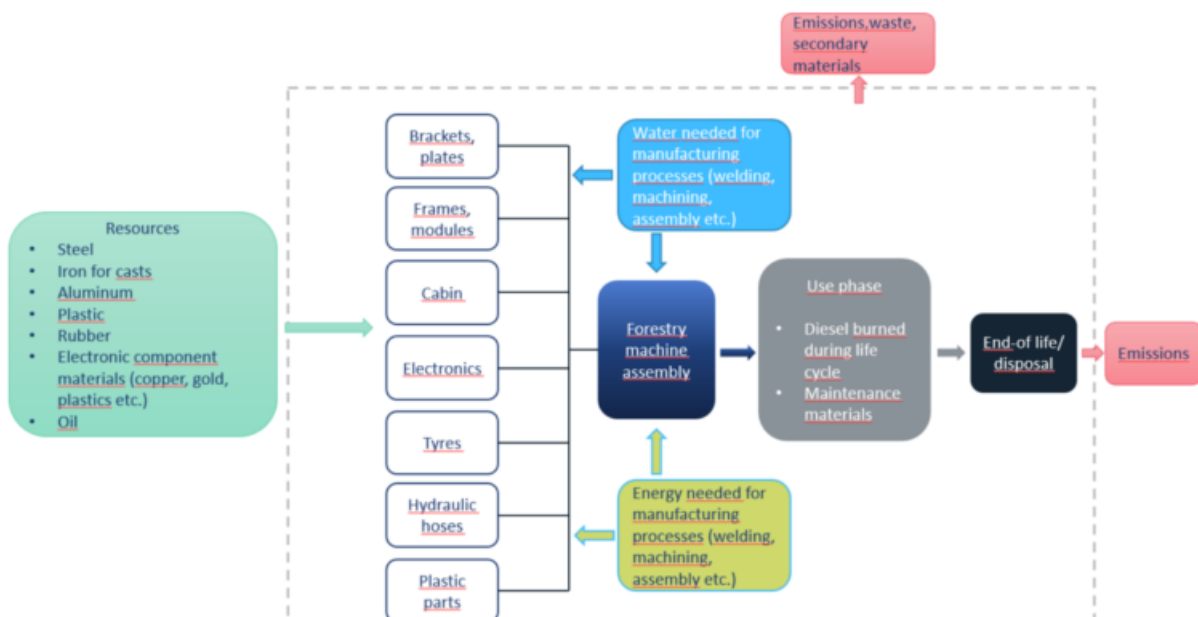 Emissions,waste,
secondary
materials
Resources
• Steel
• Iron for casts
• Aluminum
• Plastic
• Rubber
• Electronic component
materials (copper, gold,
plastics etc.)
• Oil
Brackets,
plates
Frames,
modules
Cabin
Electronics
Tyres
Hydraulic
hoses
Plastic
parts
Water needed for
manufacturing
processes (welding,
machining,
assembly etc.)
Forestry
machine
assembly
Energy needed for
manufacturing
processes (welding,
machining,
assembly etc.)
Use phase
• Diesel burned
during life
cycle
• Maintenance
materials
End-of life/
disposal
Emissions